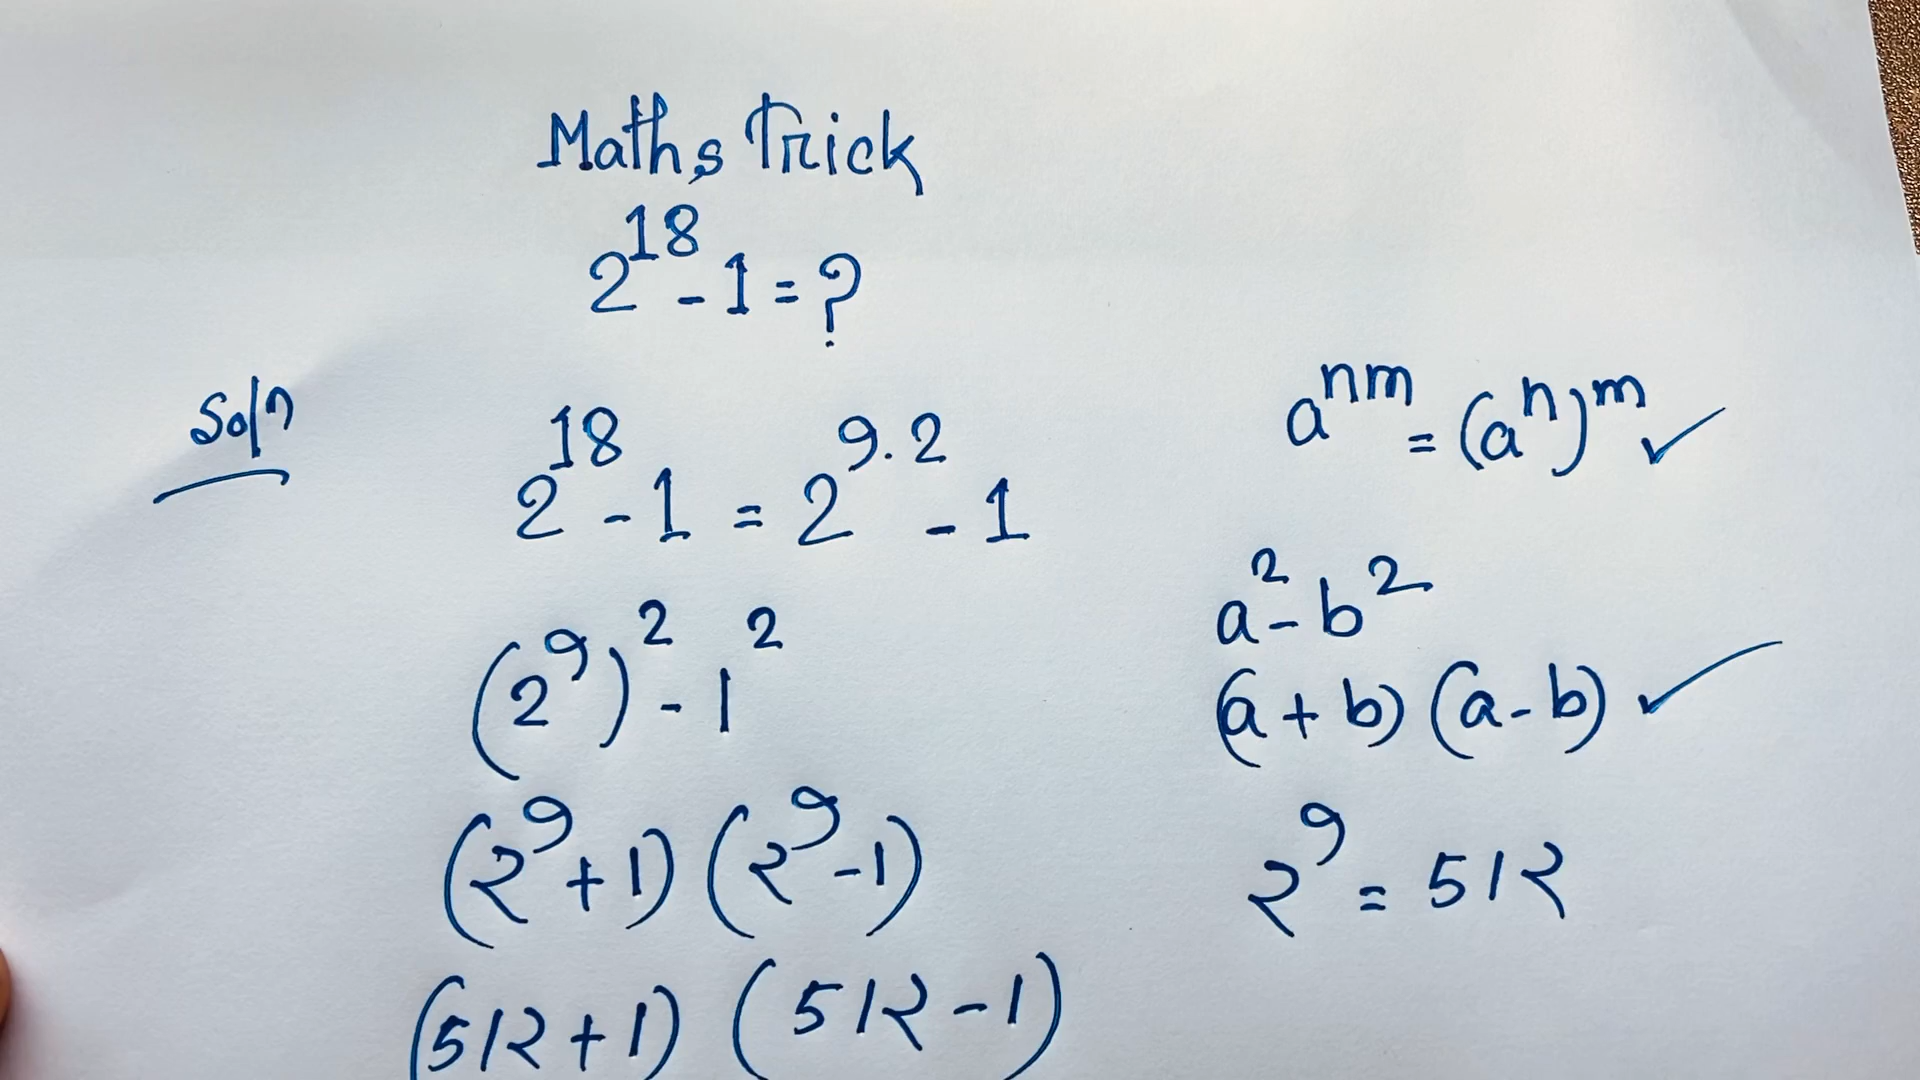 Maths Trick
2^18 - 1 = ?
Sol^n
2^18 - 1 = 2^9.2 - 1
(2^9)^2 - 1^2
(2^9 + 1) (2^9 - 1)
(512 + 1) (512 - 1)
a^nm = (a^n)^m ✓
a^2 - b^2
(a + b) (a - b) ✓
2^9 = 512